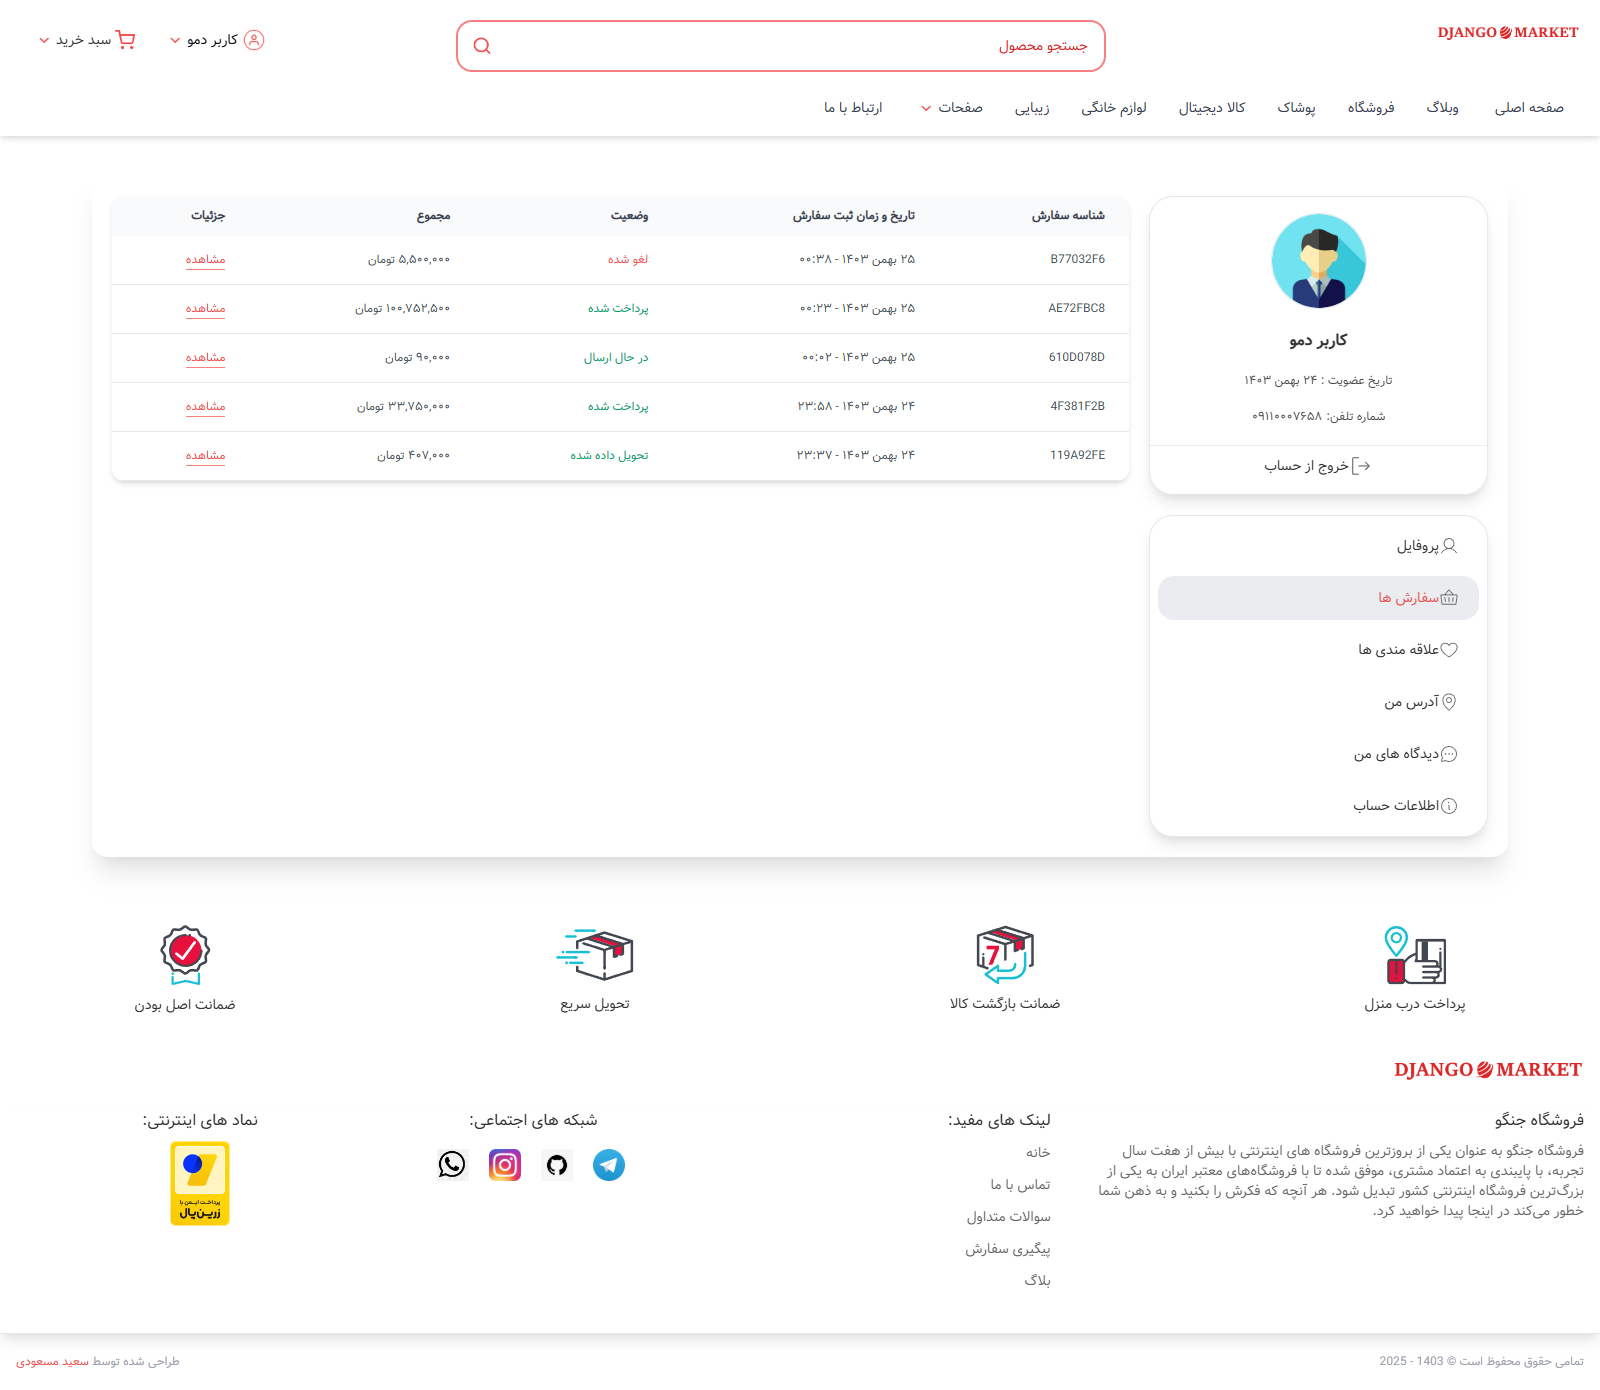 DJANGO MARKET
جستجو محصول
کاربر دمو
سبد خرید
صفحه اصلی
وبلاگ
فروشگاه
پوشاک
کالا دیجیتال
لوازم خانگی
زیبایی
صفحات
ارتباط با ما
کاربر دمو
تاریخ عضویت : ۲۴ بهمن ۱۴۰۳
شماره تلفن: ۰۹۱۱۰۰۰۷۶۵۸
خروج از حساب
پروفایل
سفارش ها
علاقه مندی ها
آدرس من
دیدگاه های من
اطلاعات حساب
شناسه سفارش تاریخ و زمان ثبت سفارش وضعیت مجموع جزئیات
B77032F6 ۲۵ بهمن ۱۴۰۳ - ۰۰:۳۸ لغو شده ۵,۵۰۰,۰۰۰ تومان مشاهده
AE72FBC8 ۲۵ بهمن ۱۴۰۳ - ۰۰:۲۳ پرداخت شده ۱۰۰,۷۵۲,۵۰۰ تومان مشاهده
610D078D ۲۵ بهمن ۱۴۰۳ - ۰۰:۰۲ در حال ارسال ۹۰,۰۰۰ تومان مشاهده
4F381F2B ۲۴ بهمن ۱۴۰۳ - ۲۳:۵۸ پرداخت شده ۳۳,۷۵۰,۰۰۰ تومان مشاهده
119A92FE ۲۴ بهمن ۱۴۰۳ - ۲۳:۳۷ تحویل داده شده ۴۰۷,۰۰۰ تومان مشاهده
پرداخت درب منزل
7
ضمانت بازگشت کالا
تحویل سریع
ضمانت اصل بودن
DJANGO MARKET
فروشگاه جنگو
فروشگاه جنگو به عنوان یکی از بروزترین فروشگاه های اینترنتی با بیش از هفت سال
تجربه، با پایبندی به اعتماد مشتری، موفق شده تا با فروشگاه‌های معتبر ایران به یکی از
بزرگ‌ترین فروشگاه اینترنتی کشور تبدیل شود. هر آنچه که فکرش را بکنید و به ذهن شما
خطور می‌کند در اینجا پیدا خواهید کرد.
لینک های مفید:
خانه
تماس با ما
سوالات متداول
پیگیری سفارش
بلاگ
شبکه های اجتماعی:
نماد های اینترنتی:
پرداخت ایمن با
زرین‌پال
تمامی حقوق محفوظ است © 1403 - 2025
طراحی شده توسط سعید مسعودی